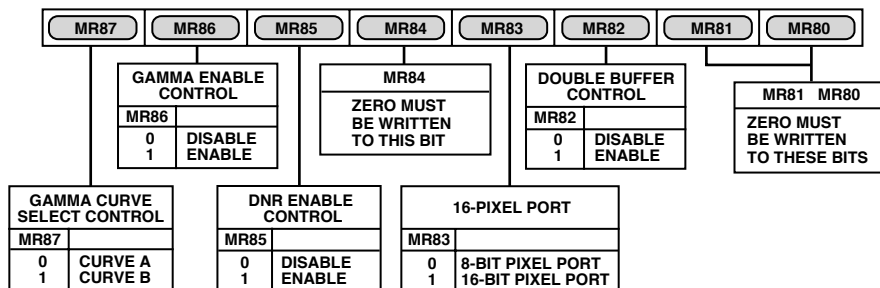 MR87 MR86 MR85 MR84 MR83 MR82 MR81 MR80
GAMMA ENABLE
CONTROL
MR86
0 DISABLE
1 ENABLE
MR84
ZERO MUST
BE WRITTEN
TO THIS BIT
DOUBLE BUFFER
CONTROL
MR82
0 DISABLE
1 ENABLE
MR81 MR80
ZERO MUST
BE WRITTEN
TO THESE BITS
GAMMA CURVE
SELECT CONTROL
MR87
0 CURVE A
1 CURVE B
DNR ENABLE
CONTROL
MR85
0 DISABLE
1 ENABLE
16-PIXEL PORT
MR83
0 8-BIT PIXEL PORT
1 16-BIT PIXEL PORT